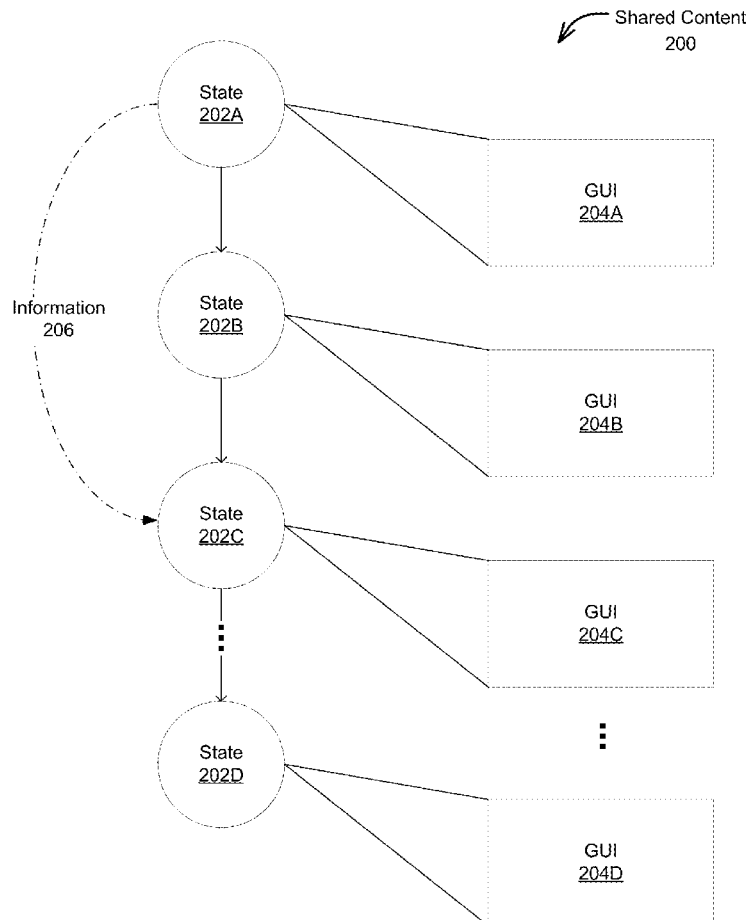 Shared Content
200
State
202A
GUI
204A
Information
206
State
202B
GUI
204B
State
202C
GUI
204C
State
202D
GUI
204D